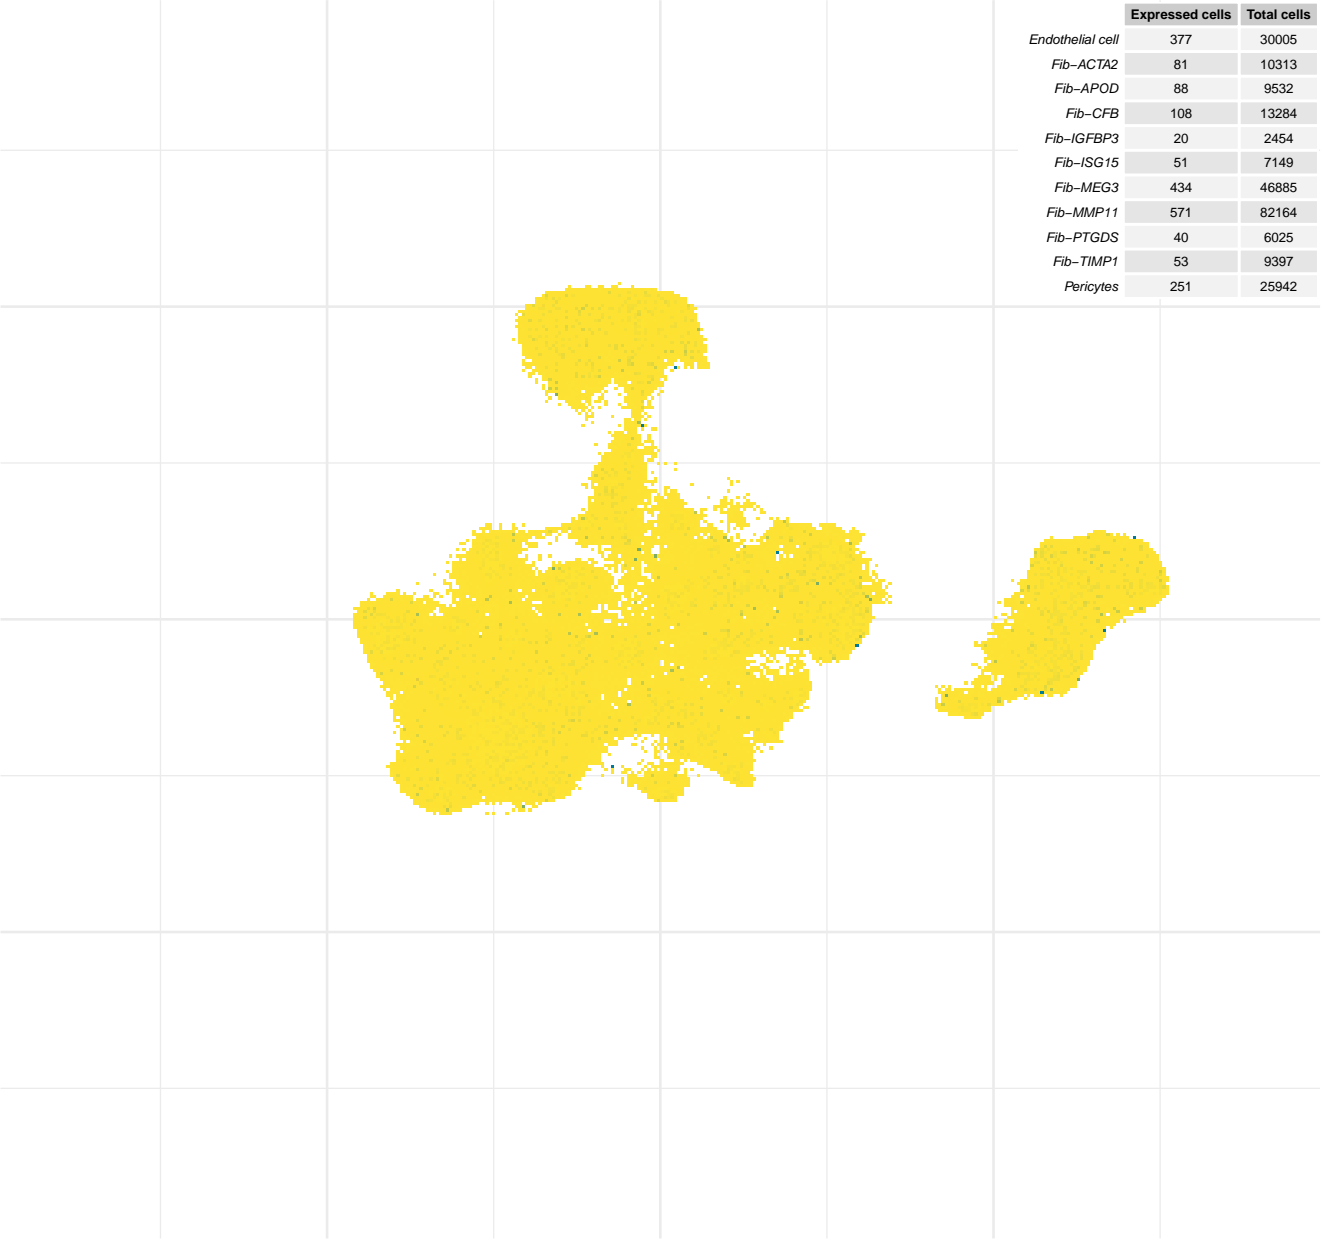 Expressed cells Total cells
Endothelial cell 377 30005
Fib−ACTA2 81 10313
Fib−APOD 88 9532
Fib−CFB 108 13284
Fib−IGFBP3 20 2454
Fib−ISG15 51 7149
Fib−MEG3 434 46885
Fib−MMP11 571 82164
Fib−PTGDS 40 6025
Fib−TIMP1 53 9397
Pericytes 251 25942